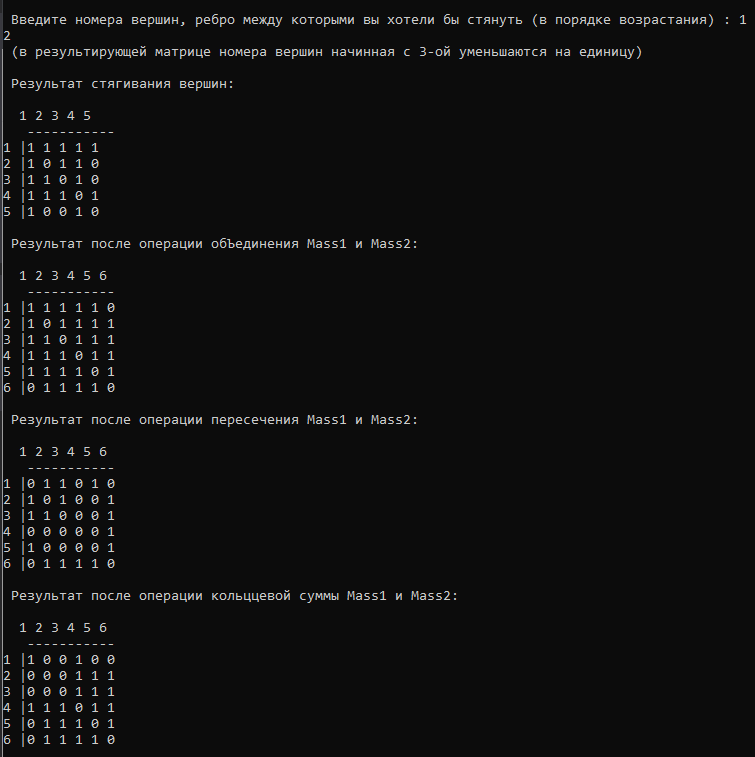 Введите номера вершин, ребро между которыми вы хотели бы стянуть (в порядке возрастания) : 1
2
(в результирующей матрице номера вершин начинная с 3-ой уменьшаются на единицу)
Результат стягивания вершин:
1 2 3 4 5
-----------
1 |1 1 1 1 1
2 |1 0 1 1 0
3 |1 1 0 1 0
4 |1 1 1 0 1
5 |1 0 0 1 0
Результат после операции объединения Mass1 и Mass2:
1 2 3 4 5 6
-----------
1 |1 1 1 1 1 0
2 |1 0 1 1 1 1
3 |1 1 0 1 1 1
4 |1 1 1 0 1 1
5 |1 1 1 1 0 1
6 |0 1 1 1 1 0
Результат после операции пересечения Mass1 и Mass2:
1 2 3 4 5 6
-----------
1 |0 1 1 0 1 0
2 |1 0 1 0 0 1
3 |1 1 0 0 0 1
4 |0 0 0 0 0 1
5 |1 0 0 0 0 1
6 |0 1 1 1 1 0
Результат после операции кольццевой суммы Mass1 и Mass2:
1 2 3 4 5 6
-----------
1 |1 0 0 1 0 0
2 |0 0 0 1 1 1
3 |0 0 0 1 1 1
4 |1 1 1 0 1 1
5 |0 1 1 1 0 1
6 |0 1 1 1 1 0